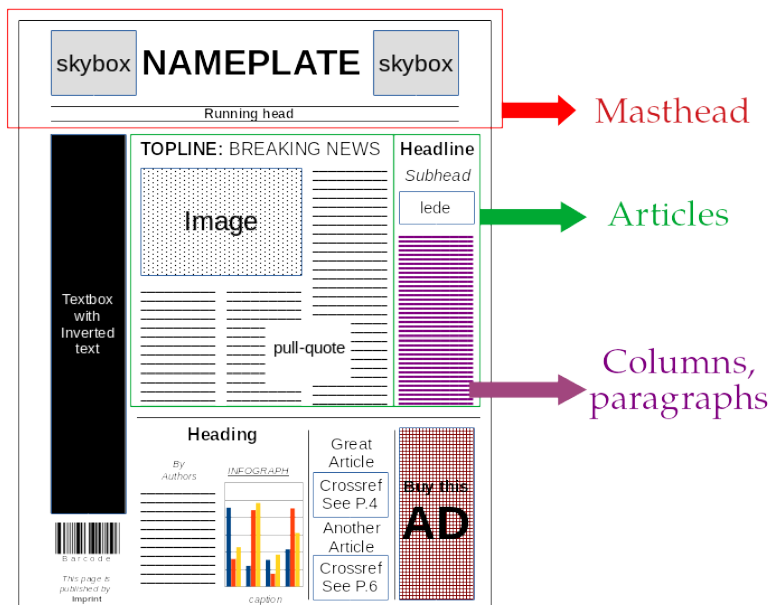 skybox
NAMEPLATE
skybox
Running head
Masthead
TOPLINE: BREAKING NEWS
Headline
Subhead
lede
Image
Articles
Textbox
with
Inverted
text
pull-quote
Columns,
paragraphs
Heading
By
Authors
INFOGRAPH
caption
Great
Article
Crossref
See P.4
Another
Article
Crossref
See P.6
Buy this
AD
Barcode
This page is
published by
Imprint